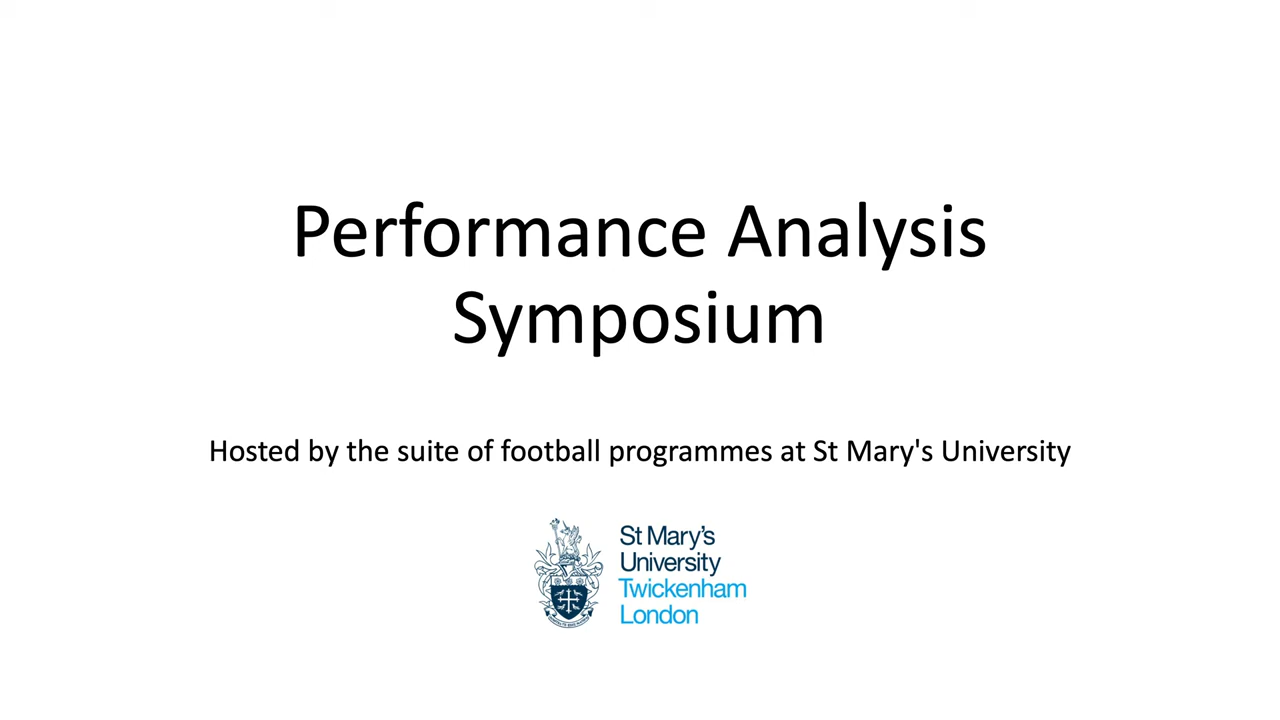 Performance Analysis
Symposium
Hosted by the suite of football programmes at St Mary's University
St Mary’s
University
Twickenham
London